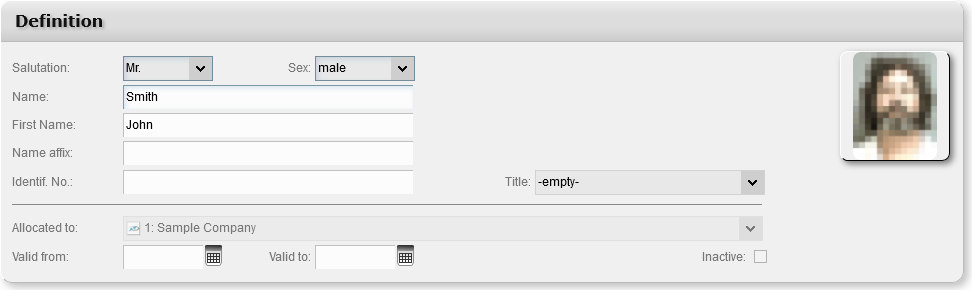 Definition
Salutation: Mr. Sex: male
Name: Smith
First Name: John
Name affix:
Identif. No.: Title: -empty-
Allocated to: 1: Sample Company
Valid from: Valid to: Inactive: